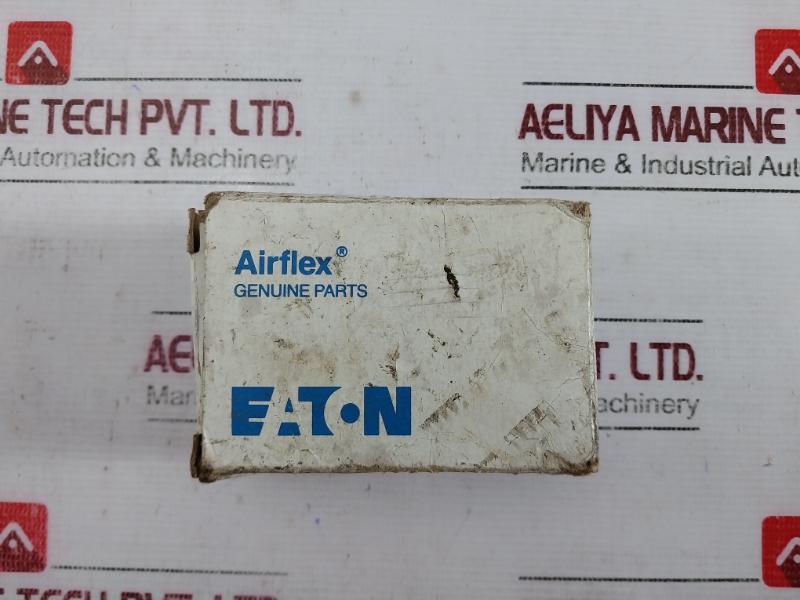 NE TECH PVT. LTD.
Automation & Machinery
AELIYA MARINE T
Marine & Industrial Aut
Airflex®
GENUINE PARTS
EATON
AE
T. LTD.
Mar
achinery